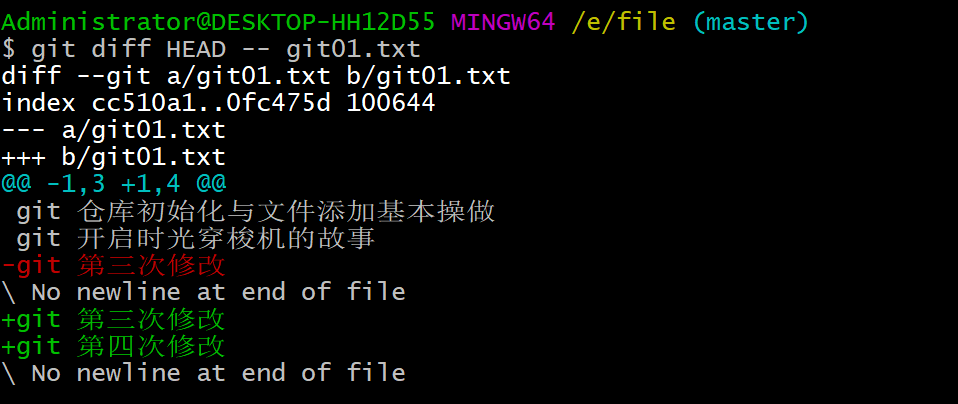 Administrator@DESKTOP-HH12D55 MINGW64 /e/file (master)
$ git diff HEAD -- git01.txt
diff --git a/git01.txt b/git01.txt
index cc510a1..0fc475d 100644
--- a/git01.txt
+++ b/git01.txt
@@ -1,3 +1,4 @@
 git 仓库初始化与文件添加基本操做
 git 开启时光穿梭机的故事
-git 第三次修改
\ No newline at end of file
+git 第三次修改
+git 第四次修改
\ No newline at end of file